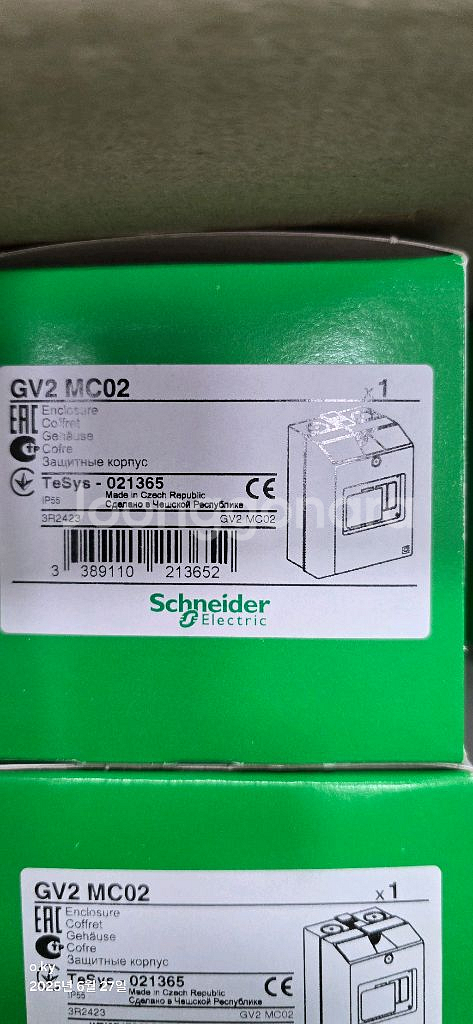 GV2 MC02 x 1
EAC Enclosure
Coffret
Gehäuse
Cofre
Защитные корпус
TeSys - 021365
IP55 Made in Czech Republic
Сделано в Чешской Республике
CE
3R2423 GV2 MC02
3 389110 213652
Schneider
Electric
GV2 MC02 x 1
EAC Enclosure
Coffret
Gehäuse
Cofre
Защитные корпус
TeSys - 021365
IP55 Made in Czech Republic
Сделано в Чешской Республике
CE
3R2423 GV2 MC02
o.ky
2025년 6월 27일